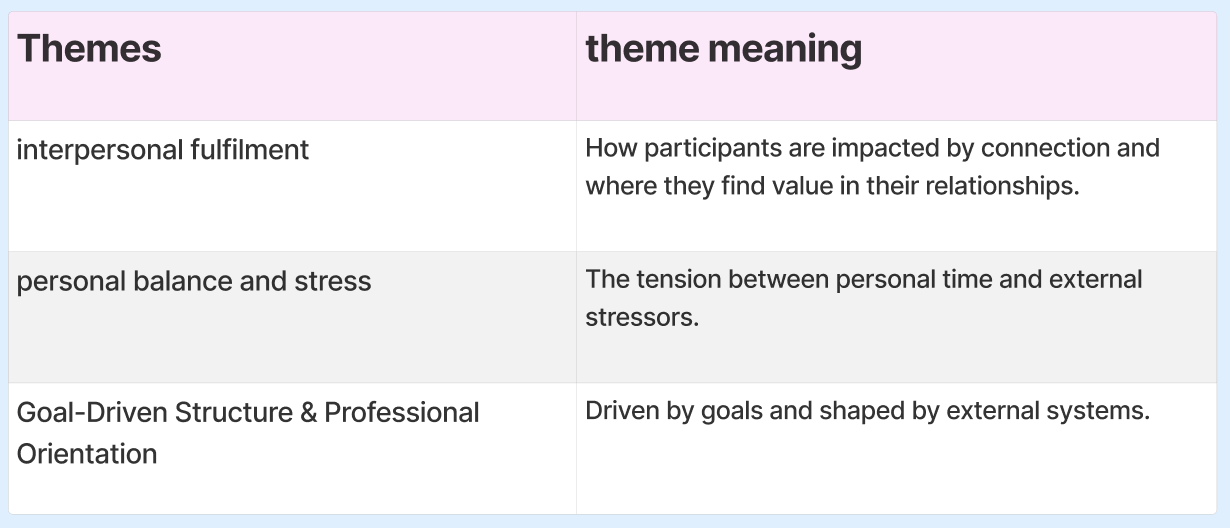 Themes
theme meaning
interpersonal fulfilment
How participants are impacted by connection and
where they find value in their relationships.
personal balance and stress
The tension between personal time and external
stressors.
Goal-Driven Structure & Professional
Orientation
Driven by goals and shaped by external systems.